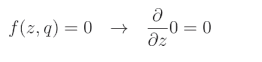 f(z, q) = 0 → ∂/∂z 0 = 0